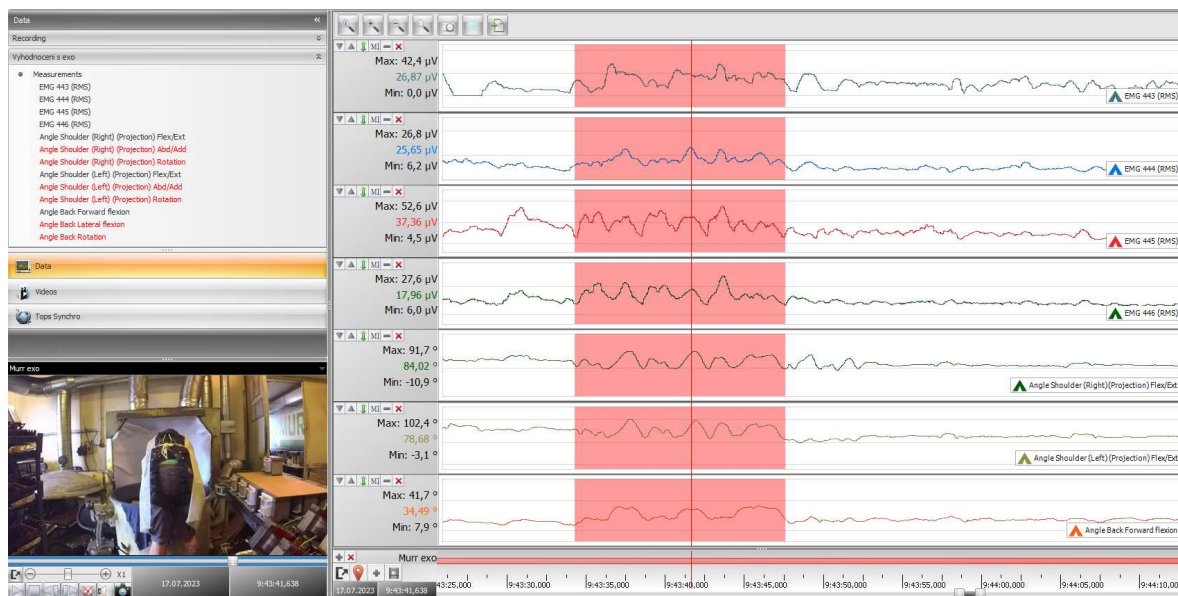 Data
Recording
Vyhodnoceni s exo
Measurements
EMG 443 (RMS)
EMG 444 (RMS)
EMG 445 (RMS)
EMG 446 (RMS)
Angle Shoulder (Right) (Projection) Flex/Ext
Angle Shoulder (Right) (Projection) Abd/Add
Angle Shoulder (Right) (Projection) Rotation
Angle Shoulder (Left) (Projection) Flex/Ext
Angle Shoulder (Left) (Projection) Abd/Add
Angle Shoulder (Left) (Projection) Rotation
Angle Back Forward flexion
Angle Back Lateral flexion
Angle Back Rotation
Data
Videos
Tops Synchro
Murr exo
X1
17.07.2023
9:43:41,638
MI
Max: 42,4 µV
26,87 µV
Min: 0,0 µV
EMG 443 (RMS)
MI
Max: 26,8 µV
25,65 µV
Min: 6,2 µV
EMG 444 (RMS)
MI
Max: 52,6 µV
37,36 µV
Min: 4,5 µV
EMG 445 (RMS)
MI
Max: 27,6 µV
17,96 µV
Min: 6,0 µV
EMG 446 (RMS)
MI
Max: 91,7 º
84,02 º
Min: -10,9 º
Angle Shoulder (Right)(Projection) Flex/Ext
MI
Max: 102,4 º
78,68 º
Min: -3,1 º
Angle Shoulder (Left)(Projection) Flex/Ext
MI
Max: 41,7 º
34,49 º
Min: 7,9 º
Angle Back Forward flexion
Murr exo
17.07.2023 9:43:41,638
43:25,000 9:43:30,000 9:43:35,000 9:43:40,000 9:43:45,000 9:43:50,000 9:43:55,000 9:44:00,000 9:44:05,000 9:44:10,000